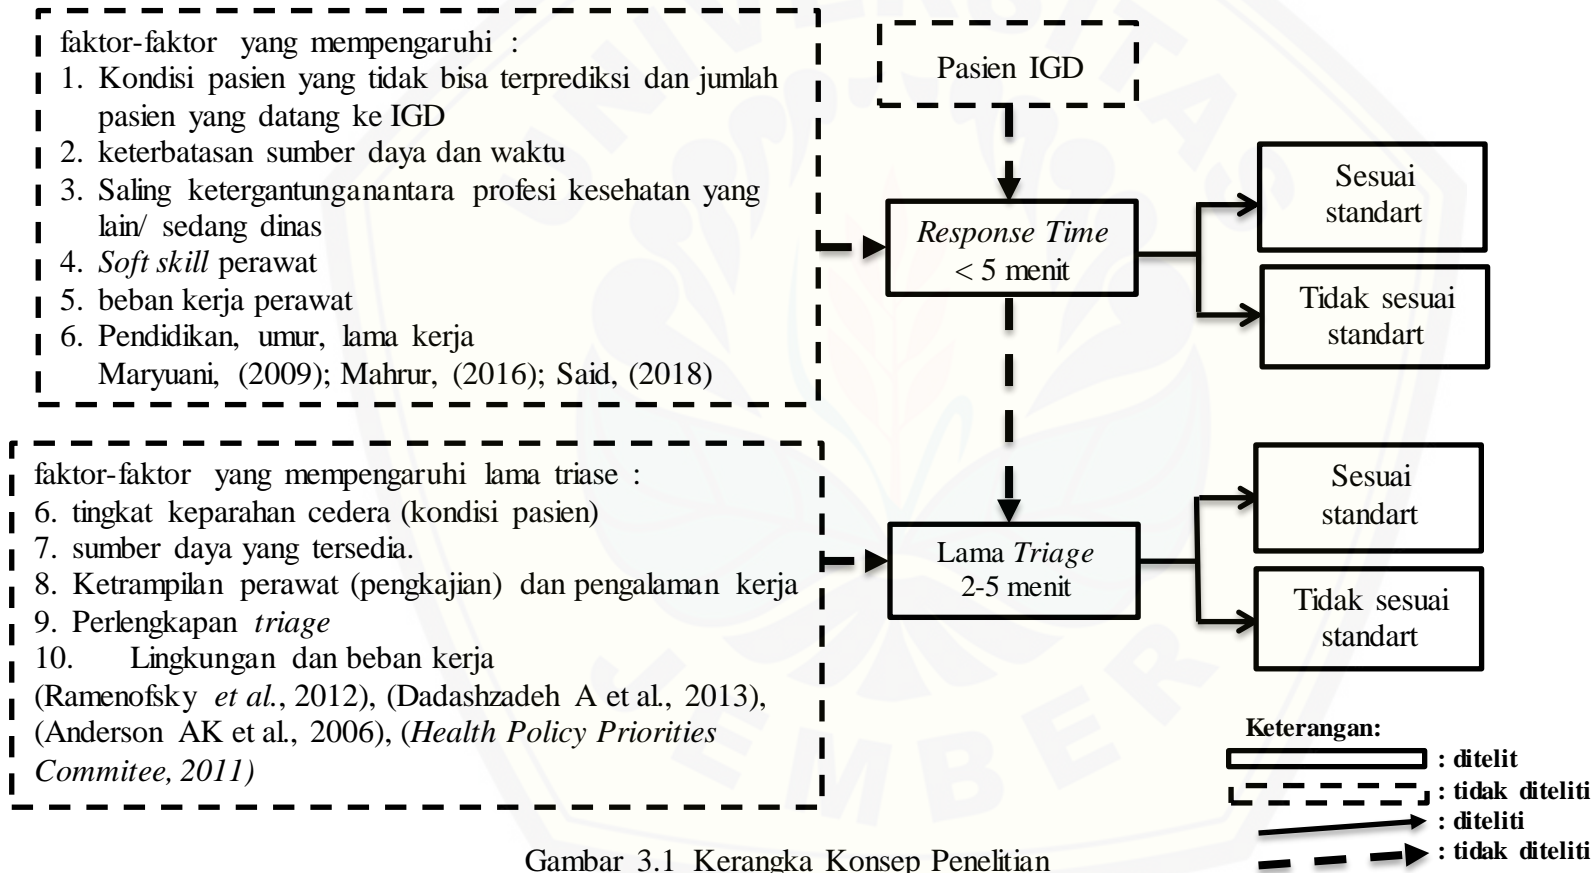 faktor-faktor yang mempengaruhi :
1. Kondisi pasien yang tidak bisa terprediksi dan jumlah
pasien yang datang ke IGD
2. keterbatasan sumber daya dan waktu
3. Saling ketergantunganantara profesi kesehatan yang
lain/ sedang dinas
4. Soft skill perawat
5. beban kerja perawat
6. Pendidikan, umur, lama kerja
Maryuani, (2009); Mahrur, (2016); Said, (2018)
Pasien IGD
Response Time
< 5 menit
Sesuai
standart
Tidak sesuai
standart
faktor-faktor yang mempengaruhi lama triase :
6. tingkat keparahan cedera (kondisi pasien)
7. sumber daya yang tersedia.
8. Ketrampilan perawat (pengkajian) dan pengalaman kerja
9. Perlengkapan triage
10. Lingkungan dan beban kerja
(Ramenofsky et al., 2012), (Dadashzadeh A et al., 2013),
(Anderson AK et al., 2006), (Health Policy Priorities
Commitee, 2011)
Lama Triage
2-5 menit
Sesuai
standart
Tidak sesuai
standart
Keterangan:
: ditelit
: tidak diteliti
: diteliti
: tidak diteliti
Gambar 3.1 Kerangka Konsep Penelitian
UNIVERSITAS
JEMBER